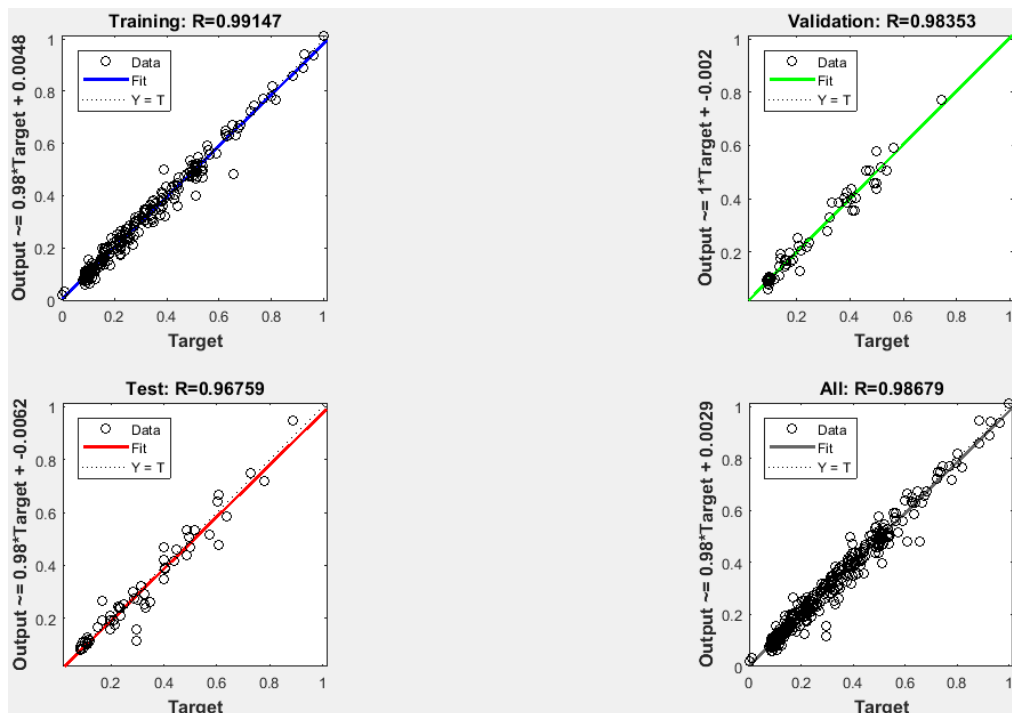 Training: R=0.99147
Output ~= 0.98*Target + 0.0048
1
0.8
0.6
0.4
0.2
0
Data
Fit
Y = T
0
0.2
0.4
0.6
0.8
1
Target
Validation: R=0.98353
Output ~= 1*Target + -0.002
1
0.8
0.6
0.4
0.2
Data
Fit
Y = T
0.2
0.4
0.6
0.8
1
Target
Test: R=0.96759
Output ~= 0.98*Target + -0.0062
1
0.8
0.6
0.4
0.2
Data
Fit
Y = T
0.2
0.4
0.6
0.8
1
Target
All: R=0.98679
Output ~= 0.98*Target + 0.0029
1
0.8
0.6
0.4
0.2
0
Data
Fit
Y = T
0
0.2
0.4
0.6
0.8
1
Target